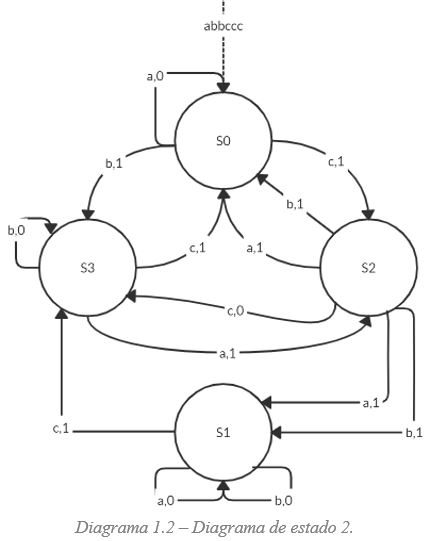 abbccc
a,0
S0
b,1
c,1
b,1
b,0
c,1
a,1
S3
S2
c,0
a,1
a,1
c,1
S1
b,1
a,0
b,0
Diagrama 1.2 – Diagrama de estado 2.